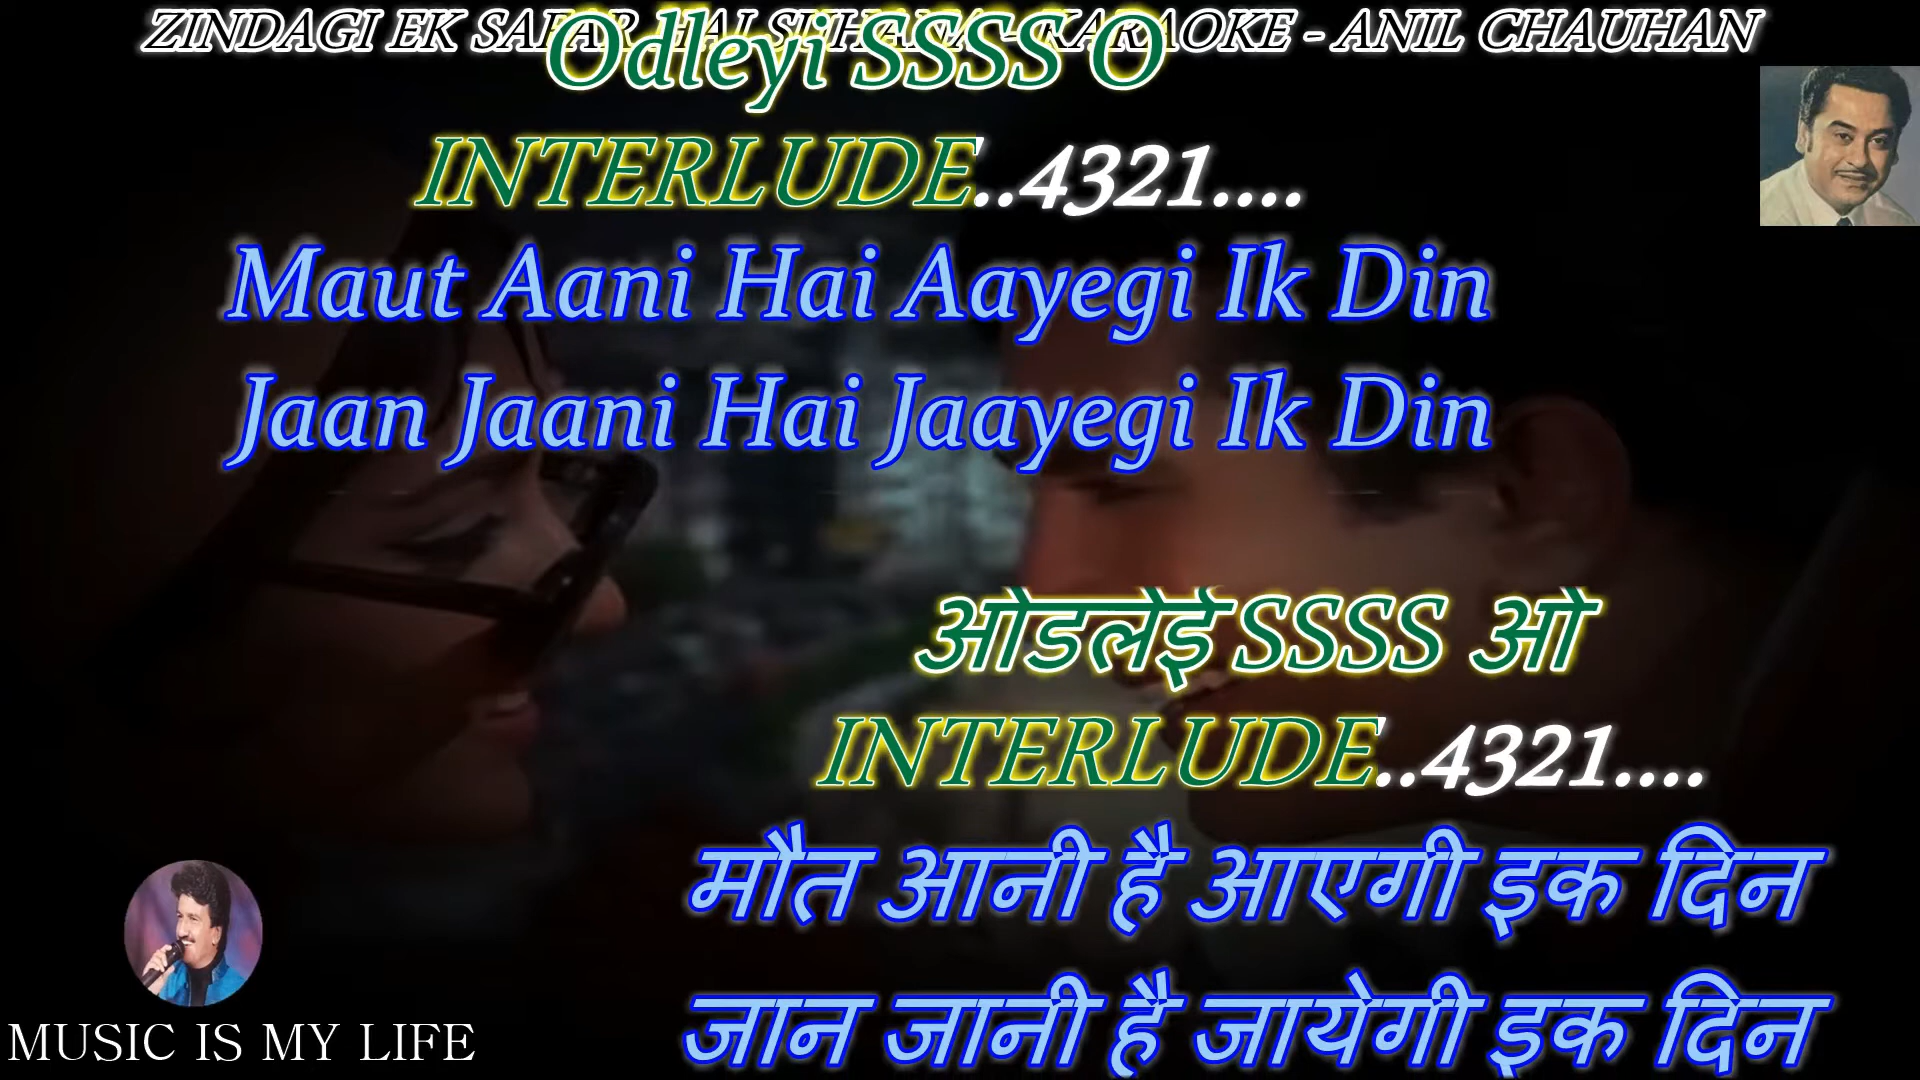 ZINDAGI EK SAFAR HAI SUHANA - KARAOKE - ANIL CHAUHAN
Odleyi SSSS O
INTERLUDE..4321....
Maut Aani Hai Aayegi Ik Din
Jaan Jaani Hai Jaayegi Ik Din
ओडलेई SSSS ओ
INTERLUDE..4321....
मौत आनी है आएगी इक दिन
जान जानी है जायेगी इक दिन
MUSIC IS MY LIFE